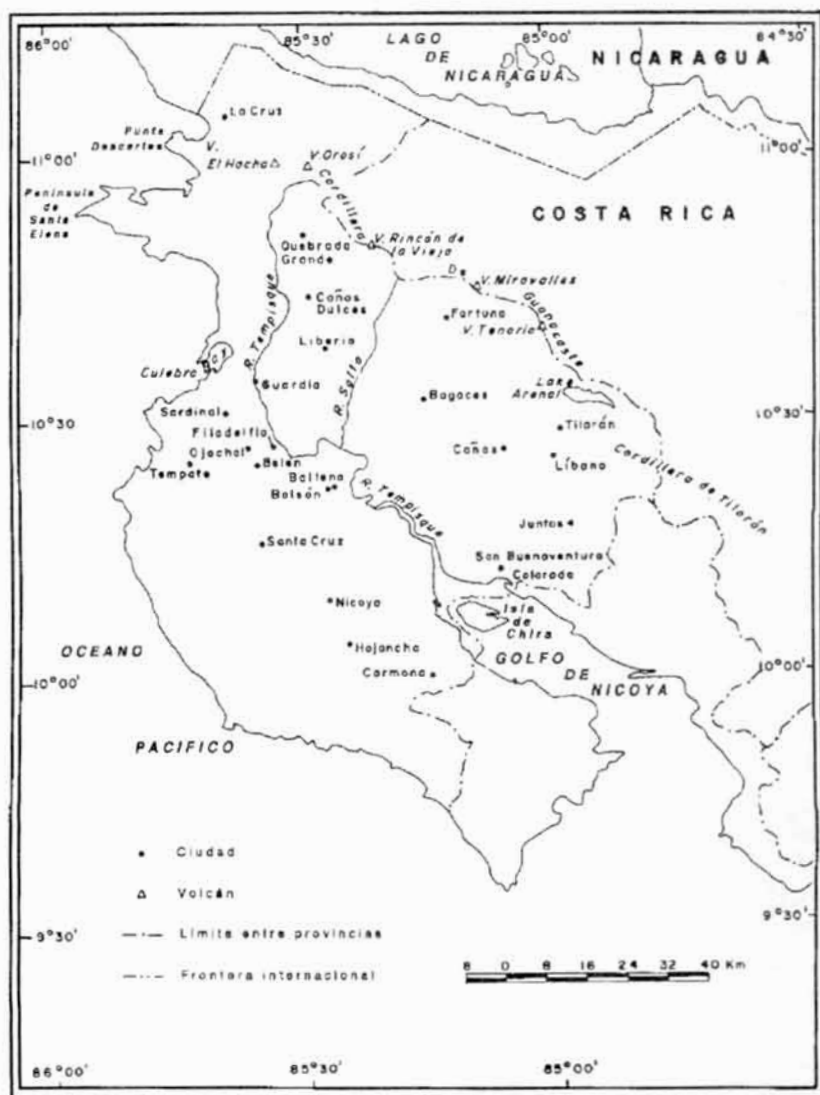 86°00'
85°30'
85°00'
84°30'
LAGO
DE
NICARAGUA
NICARAGUA
La Cruz
Punta
Descartes
V.
El Hacha
V. Orosí
11°00'
11°00'
Península
de
Santa
Elena
Cordillera
COSTA RICA
Quebrada
Grande
V. Rincón de
la Vieja
D
V. Miravalles
R. Tempisque
Cañas
Dulces
Fortuna
V. Tenorio
Guanacaste
Liberia
R. Salto
Culebra
Bay
Guardia
Bagaces
Lake
Arenal
Sardinal
10°30
10°30'
Filadelfia
Tilarán
Ojochal
Belén
Cañas
Líbano
Tempate
Ballena
Bolsón
R. Tempisque
Cordillera de Tilarán
Juntas
Santa Cruz
San Buenaventura
Colorado
Nicoya
Isla
de
Chira
OCEANO
Hojancha
GOLFO
DE
NICOYA
Carmona
10°00'
10°00'
PACIFICO
Ciudad
Volcán
Límite entre provincias
Frontera internacional
9°30'
9°30'
8 0 8 16 24 32 40 Km
86°00'
85°30'
85°00'